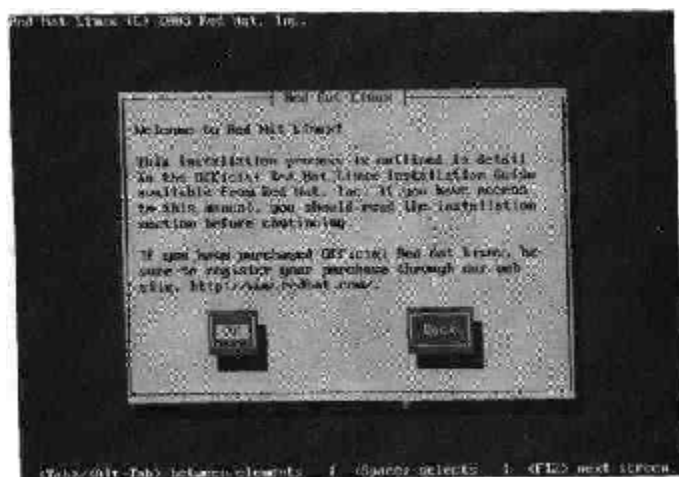 Red Hat Linux (C) 2003 Red Hat, Inc.
Red Hat Linux
Welcome to Red Hat Linux!
This installation process is outlined in detail
in the Official Red Hat Linux Installation Guide
available from Red Hat, Inc. If you have access
to this manual, you should read the installation
section before continuing.
If you have purchased Official Red Hat Linux, be
sure to register your purchase through our web
site, http://www.redhat.com/.
OK
Back
<Tab>/<Alt-Tab> between elements | <Space> selects | <F12> next screen